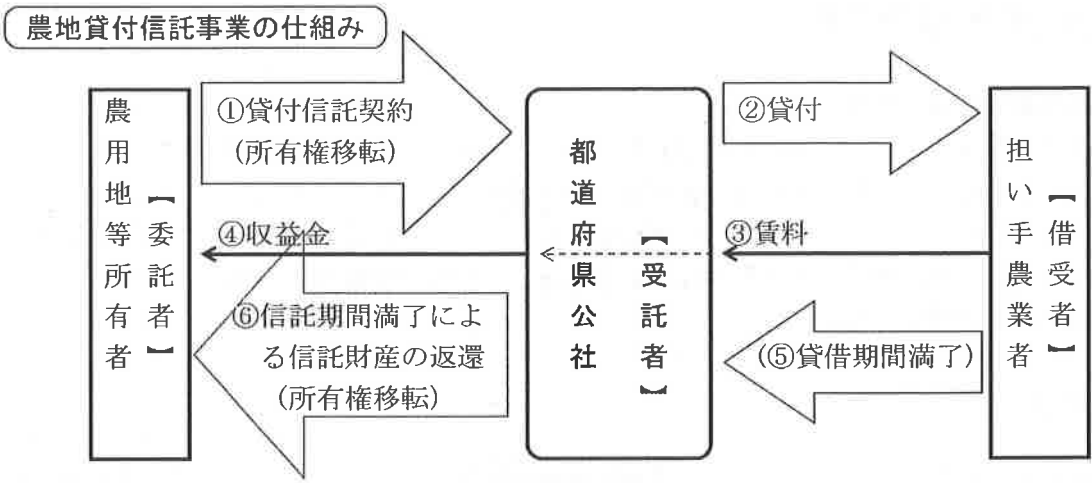 農地貸付信託事業の仕組み
農用地等所有者
【委託者】
①貸付信託契約
(所有権移転)
④収益金
⑥信託期間満了によ
る信託財産の返還
(所有権移転)
都道府県公社
【受託者】
②貸付
③賃料
(⑤貸借期間満了)
担い手農業者
【借受者】